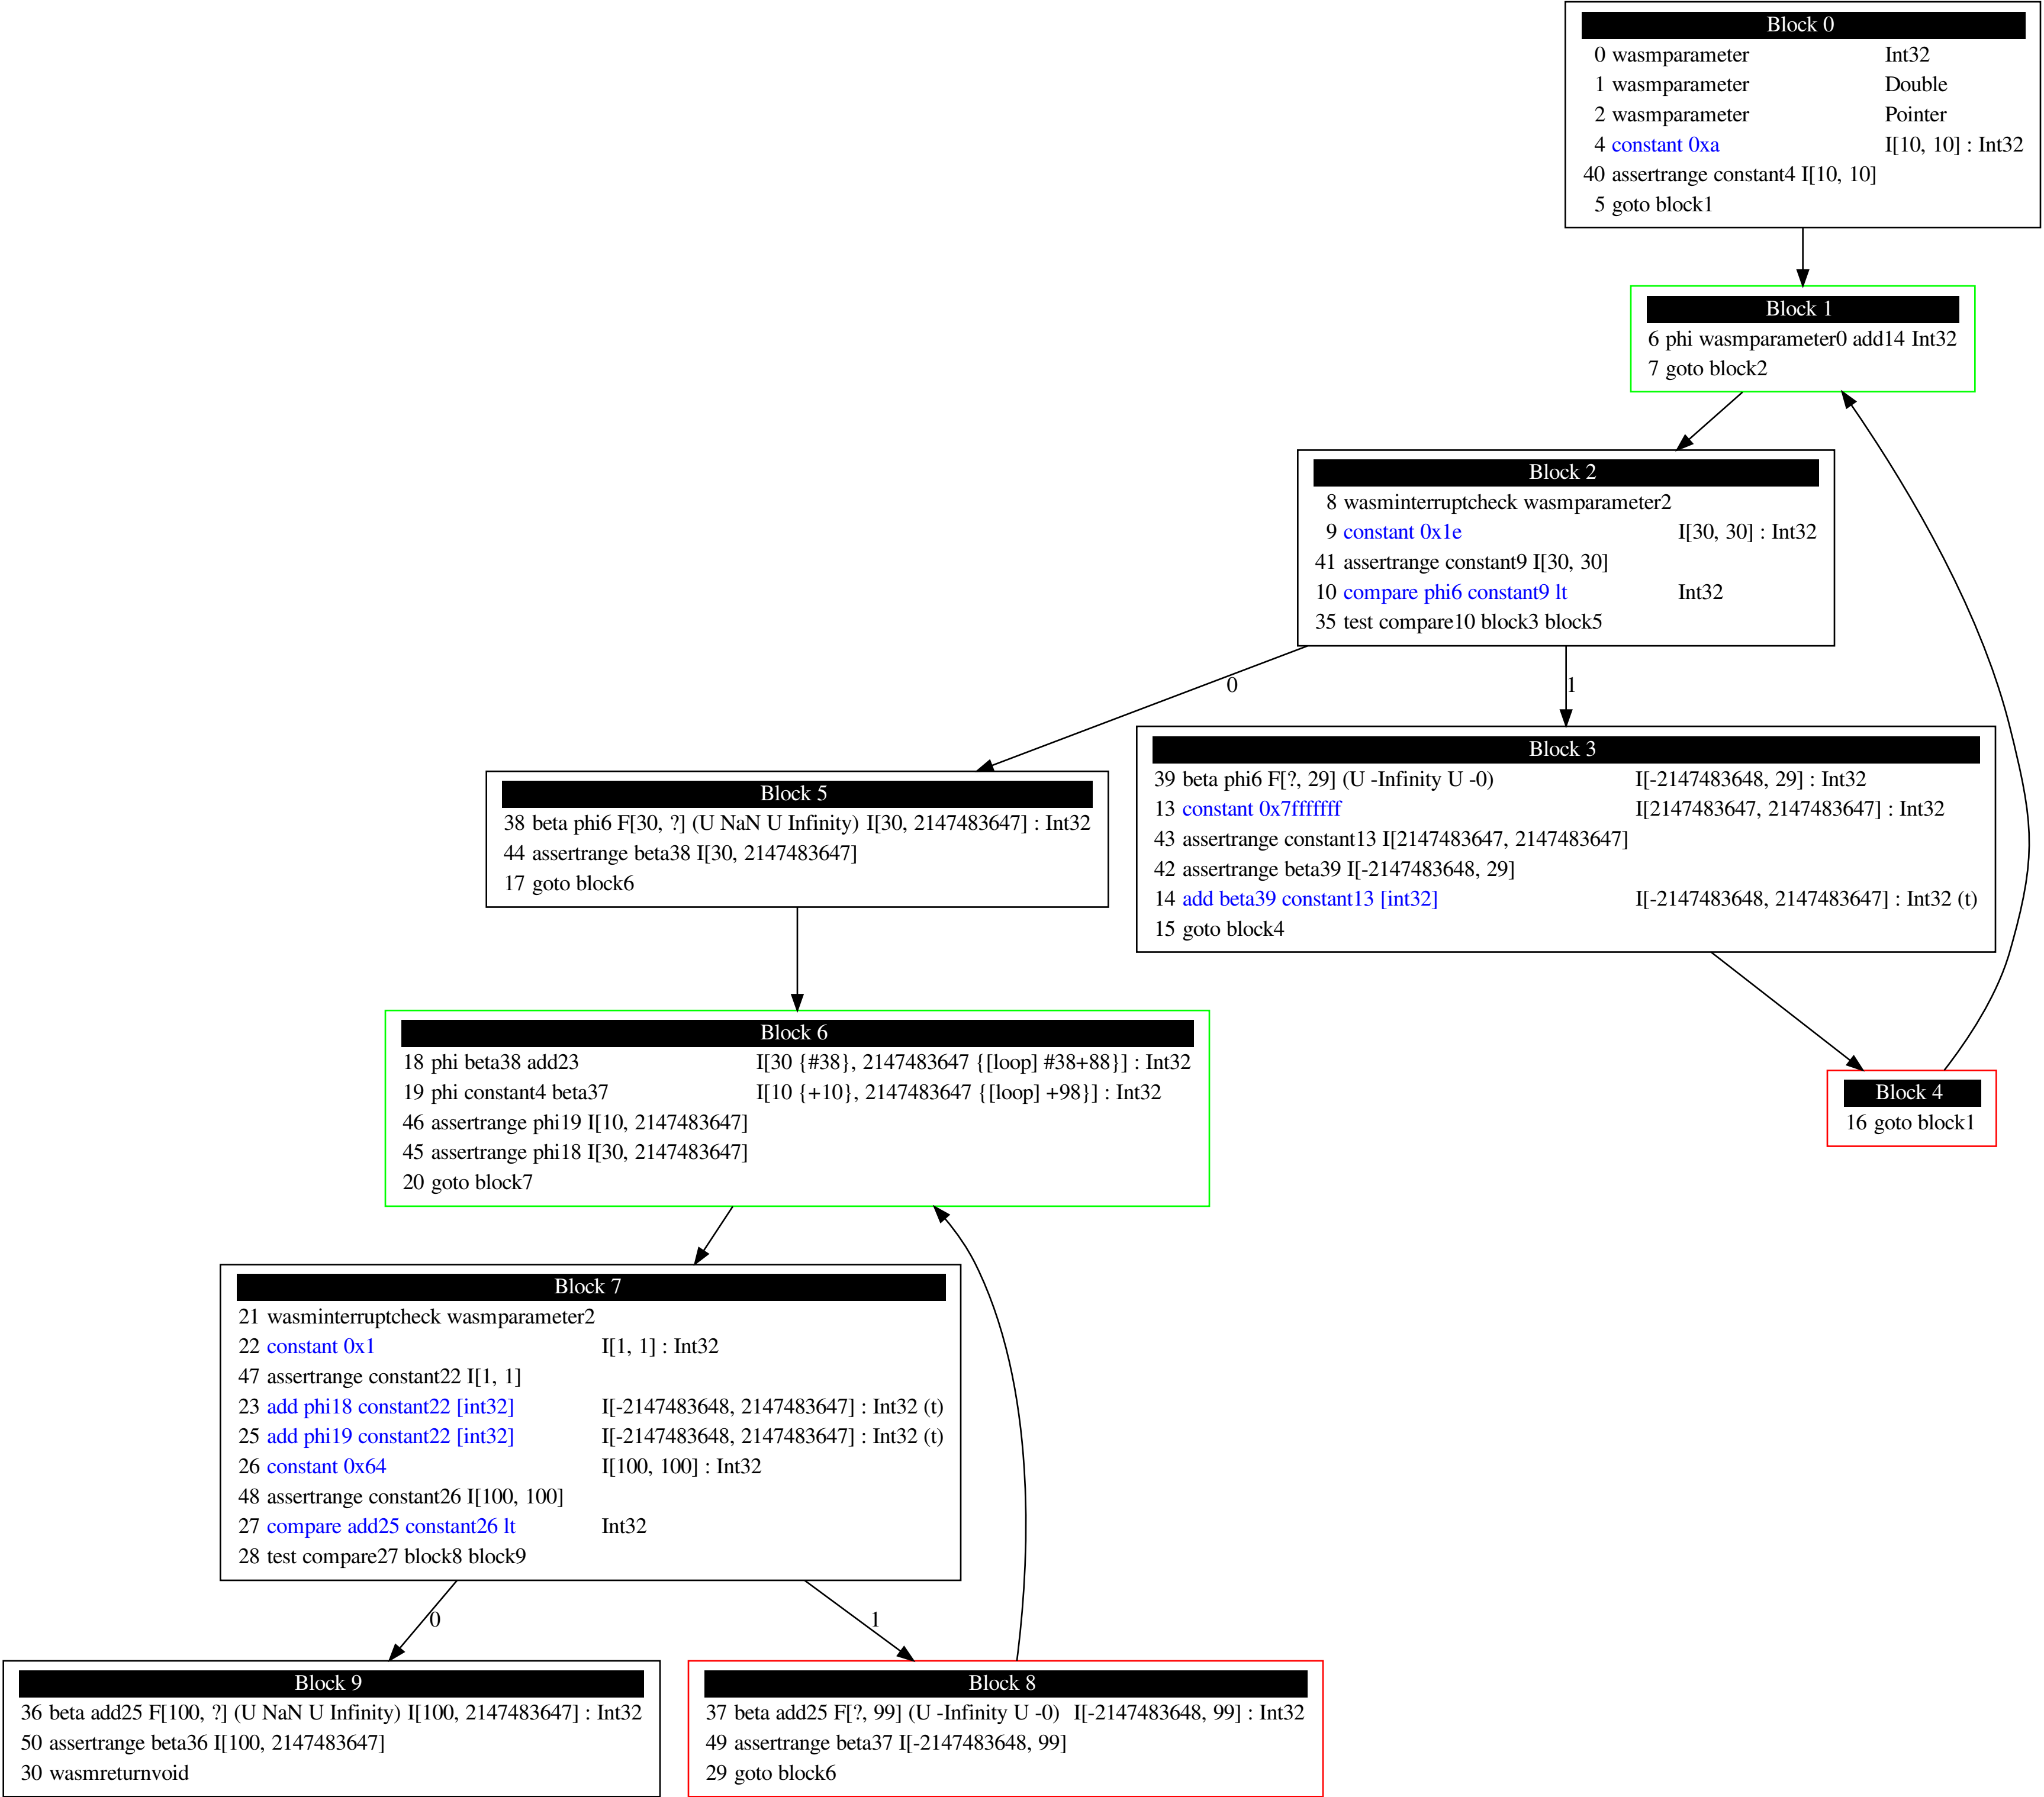 Block 0
0 wasmparameter Int32
1 wasmparameter Double
2 wasmparameter Pointer
4 constant 0xa I[10, 10] : Int32
40 assertrange constant4 I[10, 10]
5 goto block1
Block 1
6 phi wasmparameter0 add14 Int32
7 goto block2
Block 2
8 wasminterruptcheck wasmparameter2
9 constant 0x1e I[30, 30] : Int32
41 assertrange constant9 I[30, 30]
10 compare phi6 constant9 lt Int32
35 test compare10 block3 block5
0
1
Block 3
39 beta phi6 F[?, 29] (U -Infinity U -0) I[-2147483648, 29] : Int32
13 constant 0x7fffffff I[2147483647, 2147483647] : Int32
43 assertrange constant13 I[2147483647, 2147483647]
42 assertrange beta39 I[-2147483648, 29]
14 add beta39 constant13 [int32] I[-2147483648, 2147483647] : Int32 (t)
15 goto block4
Block 5
38 beta phi6 F[30, ?] (U NaN U Infinity) I[30, 2147483647] : Int32
44 assertrange beta38 I[30, 2147483647]
17 goto block6
Block 4
16 goto block1
Block 6
18 phi beta38 add23 I[30 {#38}, 2147483647 {[loop] #38+88}] : Int32
19 phi constant4 beta37 I[10 {+10}, 2147483647 {[loop] +98}] : Int32
46 assertrange phi19 I[10, 2147483647]
45 assertrange phi18 I[30, 2147483647]
20 goto block7
Block 7
21 wasminterruptcheck wasmparameter2
22 constant 0x1 I[1, 1] : Int32
47 assertrange constant22 I[1, 1]
23 add phi18 constant22 [int32] I[-2147483648, 2147483647] : Int32 (t)
25 add phi19 constant22 [int32] I[-2147483648, 2147483647] : Int32 (t)
26 constant 0x64 I[100, 100] : Int32
48 assertrange constant26 I[100, 100]
27 compare add25 constant26 lt Int32
28 test compare27 block8 block9
0
1
Block 9
36 beta add25 F[100, ?] (U NaN U Infinity) I[100, 2147483647] : Int32
50 assertrange beta36 I[100, 2147483647]
30 wasmreturnvoid
Block 8
37 beta add25 F[?, 99] (U -Infinity U -0) I[-2147483648, 99] : Int32
49 assertrange beta37 I[-2147483648, 99]
29 goto block6